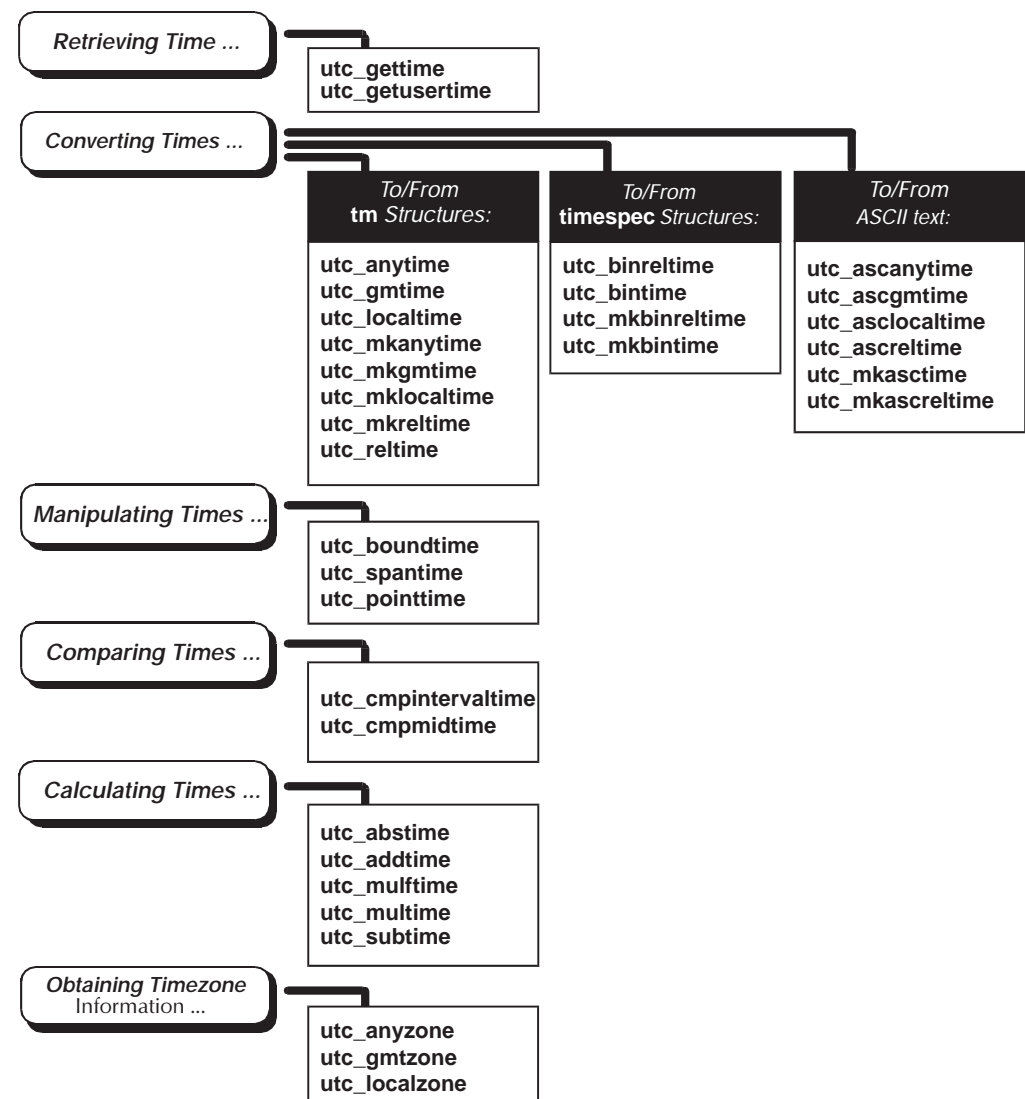 Retrieving Time ...
utc_gettime
utc_getusertime
Converting Times ...
To/From
tm Structures:
utc_anytime
utc_gmtime
utc_localtime
utc_mkanytime
utc_mkgmtime
utc_mklocaltime
utc_mkreltime
utc_reltime
To/From
timespec Structures:
utc_binreltime
utc_bintime
utc_mkbinreltime
utc_mkbintime
To/From
ASCII text:
utc_ascanytime
utc_ascgmtime
utc_asclocaltime
utc_ascreltime
utc_mkasctime
utc_mkascreltime
Manipulating Times ...
utc_boundtime
utc_spantime
utc_pointtime
Comparing Times ...
utc_cmpintervaltime
utc_cmpmidtime
Calculating Times ...
utc_abstime
utc_addtime
utc_mulftime
utc_multime
utc_subtime
Obtaining Timezone
Information ...
utc_anyzone
utc_gmtzone
utc_localzone